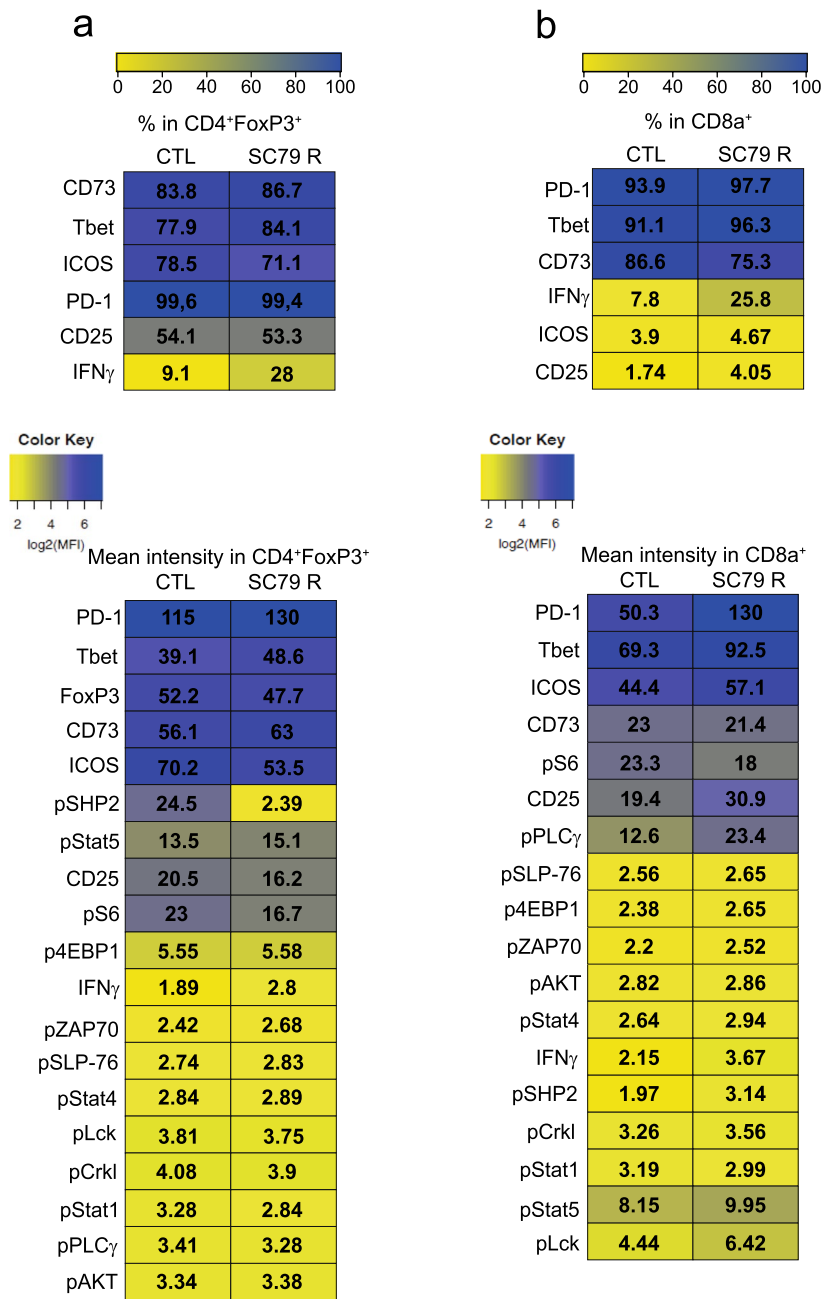 a
0 20 40 60 80 100
% in CD4+FoxP3+
CTL SC79 R
CD73 83.8 86.7
Tbet 77.9 84.1
ICOS 78.5 71.1
PD-1 99,6 99,4
CD25 54.1 53.3
IFNγ 9.1 28
Color Key
2 4 6
log2(MFI)
Mean intensity in CD4+FoxP3+
CTL SC79 R
PD-1 115 130
Tbet 39.1 48.6
FoxP3 52.2 47.7
CD73 56.1 63
ICOS 70.2 53.5
pSHP2 24.5 2.39
pStat5 13.5 15.1
CD25 20.5 16.2
pS6 23 16.7
p4EBP1 5.55 5.58
IFNγ 1.89 2.8
pZAP70 2.42 2.68
pSLP-76 2.74 2.83
pStat4 2.84 2.89
pLck 3.81 3.75
pCrkl 4.08 3.9
pStat1 3.28 2.84
pPLCγ 3.41 3.28
pAKT 3.34 3.38
b
0 20 40 60 80 100
% in CD8a+
CTL SC79 R
PD-1 93.9 97.7
Tbet 91.1 96.3
CD73 86.6 75.3
IFNγ 7.8 25.8
ICOS 3.9 4.67
CD25 1.74 4.05
Color Key
2 4 6
log2(MFI)
Mean intensity in CD8a+
CTL SC79 R
PD-1 50.3 130
Tbet 69.3 92.5
ICOS 44.4 57.1
CD73 23 21.4
pS6 23.3 18
CD25 19.4 30.9
pPLCγ 12.6 23.4
pSLP-76 2.56 2.65
p4EBP1 2.38 2.65
pZAP70 2.2 2.52
pAKT 2.82 2.86
pStat4 2.64 2.94
IFNγ 2.15 3.67
pSHP2 1.97 3.14
pCrkl 3.26 3.56
pStat1 3.19 2.99
pStat5 8.15 9.95
pLck 4.44 6.42